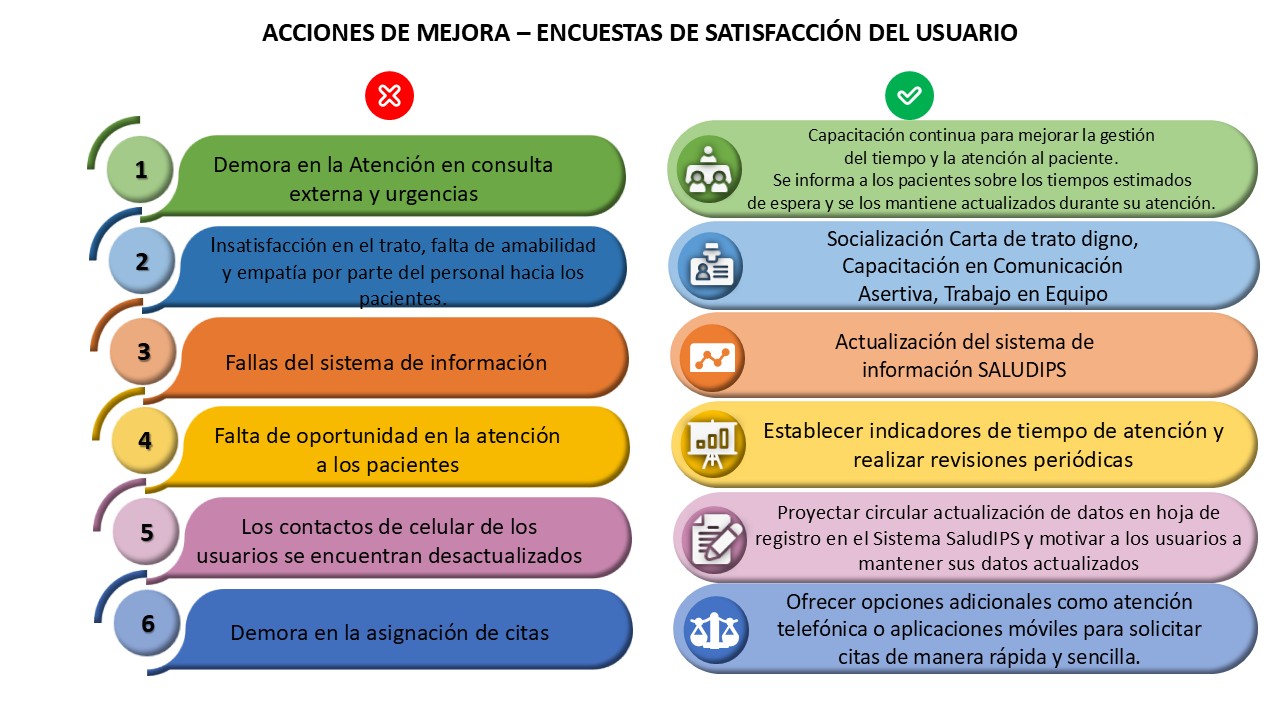 ACCIONES DE MEJORA – ENCUESTAS DE SATISFACCIÓN DEL USUARIO
1
Demora en la Atención en consulta
externa y urgencias
Capacitación continua para mejorar la gestión
del tiempo y la atención al paciente.
Se informa a los pacientes sobre los tiempos estimados
de espera y se los mantiene actualizados durante su atención.
2
Insatisfacción en el trato, falta de amabilidad
y empatía por parte del personal hacia los
pacientes.
Socialización Carta de trato digno,
Capacitación en Comunicación
Asertiva, Trabajo en Equipo
3
Fallas del sistema de información
Actualización del sistema de
información SALUDIPS
4
Falta de oportunidad en la atención
a los pacientes
Establecer indicadores de tiempo de atención y
realizar revisiones periódicas
5
Los contactos de celular de los
usuarios se encuentran desactualizados
Proyectar circular actualización de datos en hoja de
registro en el Sistema SaludIPS y motivar a los usuarios a
mantener sus datos actualizados
6
Demora en la asignación de citas
Ofrecer opciones adicionales como atención
telefónica o aplicaciones móviles para solicitar
citas de manera rápida y sencilla.